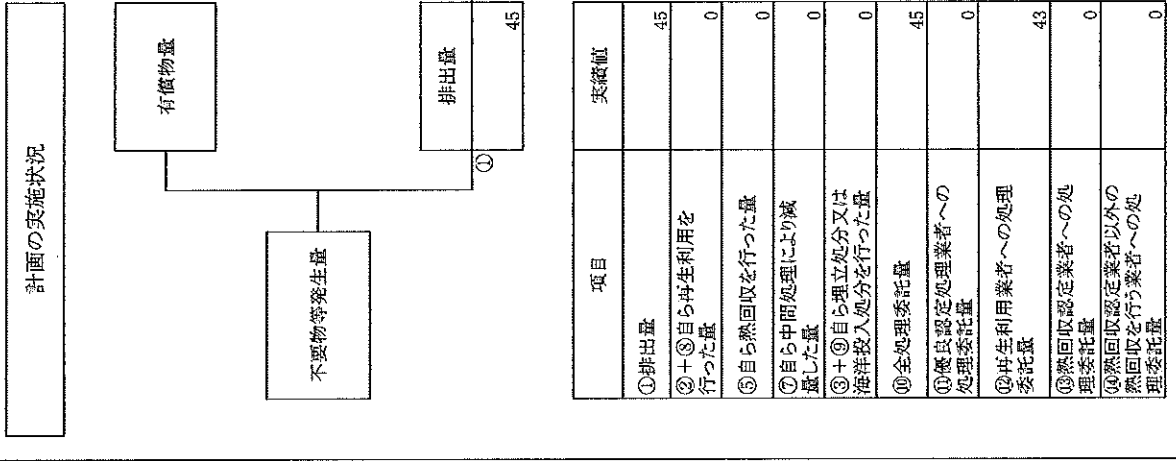 計画の実施状況
有償物量
不要物等発生量
排出量
①
45
項目
実績値
①排出量
45
②+⑧自ら再生利用を
行った量
0
⑤自ら熱回収を行った量
0
⑦自ら中間処理により減
量した量
0
③+⑨自ら埋立処分又は
海洋投入処分を行った量
0
⑩全処理委託量
45
⑪優良認定処理業者への
処理委託量
0
⑫再生利用業者への処理
委託量
43
⑬熱回収認定業者への処
理委託量
0
⑭熱回収認定業者以外の
熱回収を行う業者への処
理委託量
0